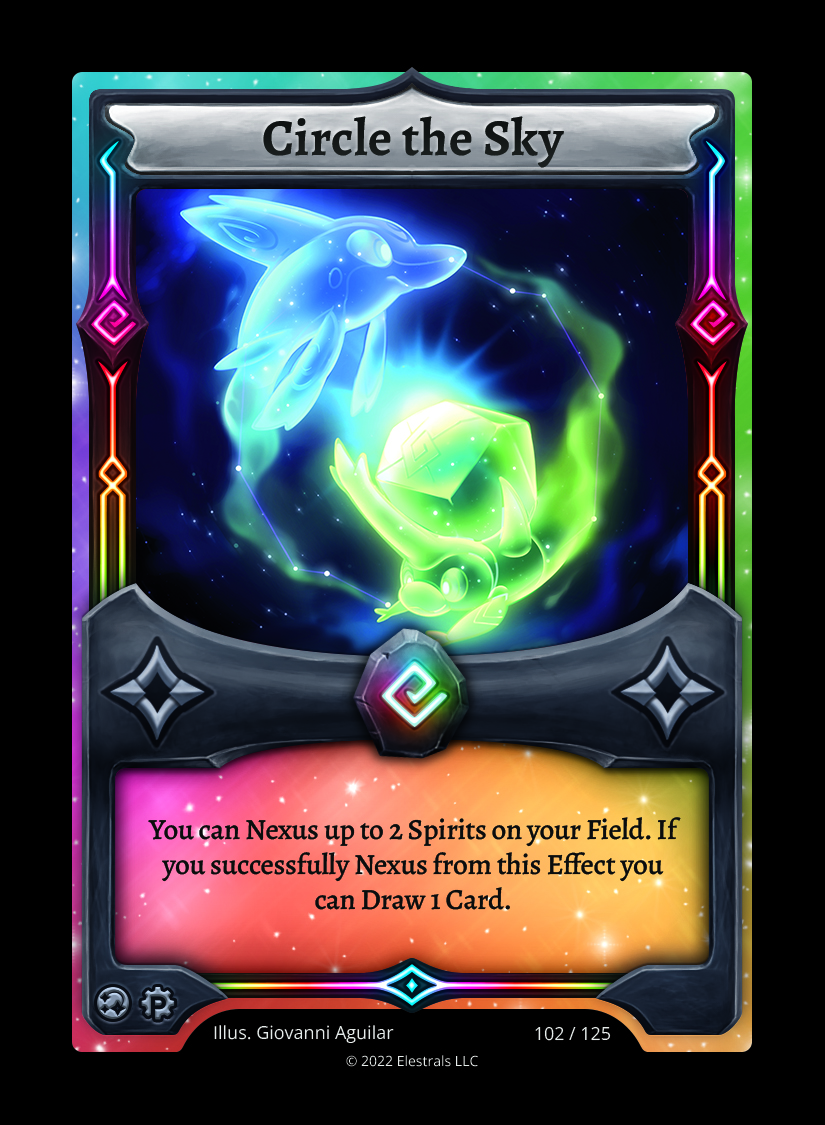 Circle the Sky
You can Nexus up to 2 Spirits on your Field. If
you successfully Nexus from this Effect you
can Draw 1 Card.
P
Illus. Giovanni Aguilar
102 / 125
© 2022 Elestrals LLC